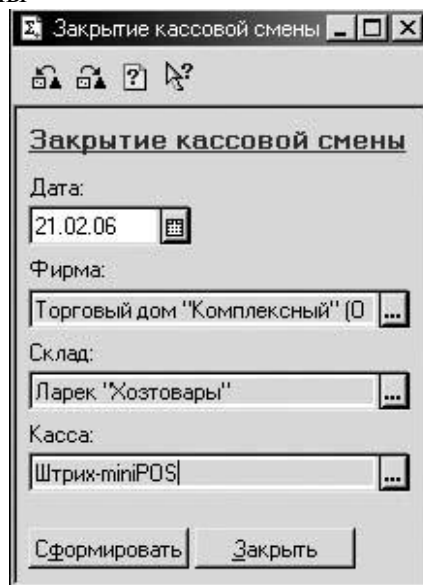 Закрытие кассовой смены
Закрытие кассовой смены
Дата:
21.02.06
Фирма:
Торговый дом "Комплексный" (О
...
Склад:
Ларек "Хозтовары"
...
Касса:
Штрих-miniPOS
...
Сформировать Закрыть